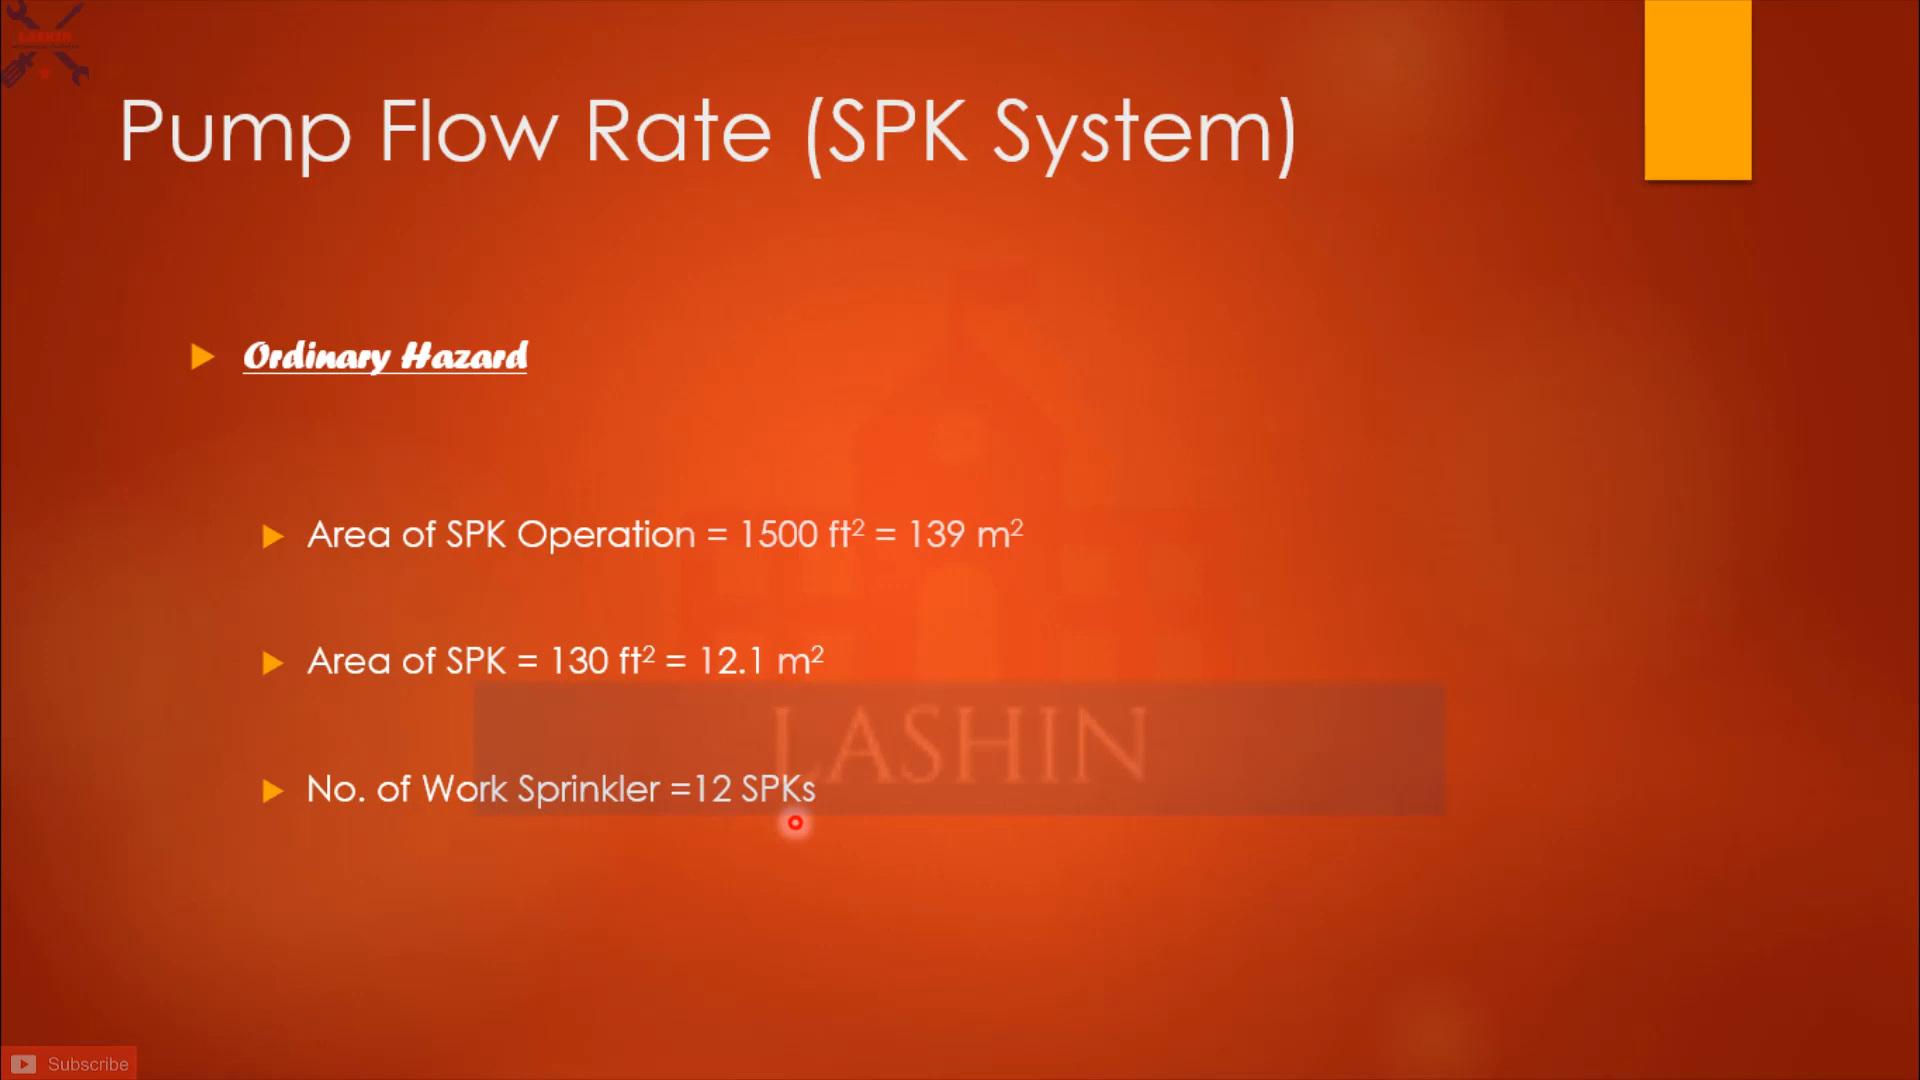 LASHIN
Pump Flow Rate (SPK System)
Ordinary Hazard
Area of SPK Operation = 1500 ft² = 139 m²
Area of SPK = 130 ft² = 12.1 m²
LASHIN
No. of Work Sprinkler =12 SPKs
Subscribe